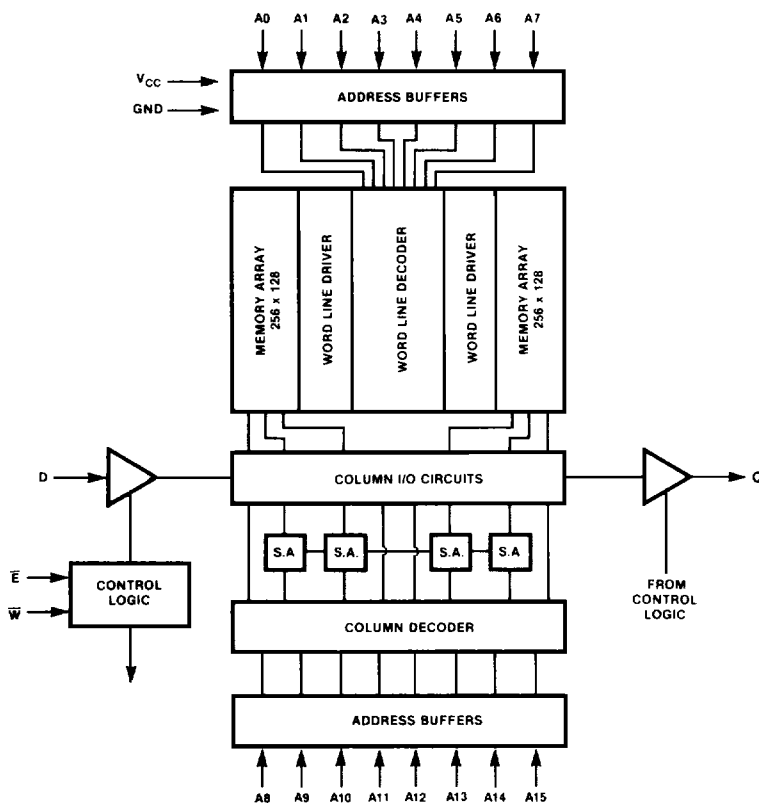 A0 A1 A2 A3 A4 A5 A6 A7
VCC
GND
ADDRESS BUFFERS
MEMORY ARRAY
256 x 128
WORD LINE DRIVER
WORD LINE DECODER
WORD LINE DRIVER
MEMORY ARRAY
256 x 128
D
COLUMN I/O CIRCUITS
Q
S.A
S.A.
S.A.
S.A
E̅
W̅
CONTROL
LOGIC
FROM
CONTROL
LOGIC
COLUMN DECODER
ADDRESS BUFFERS
A8 A9 A10 A11 A12 A13 A14 A15